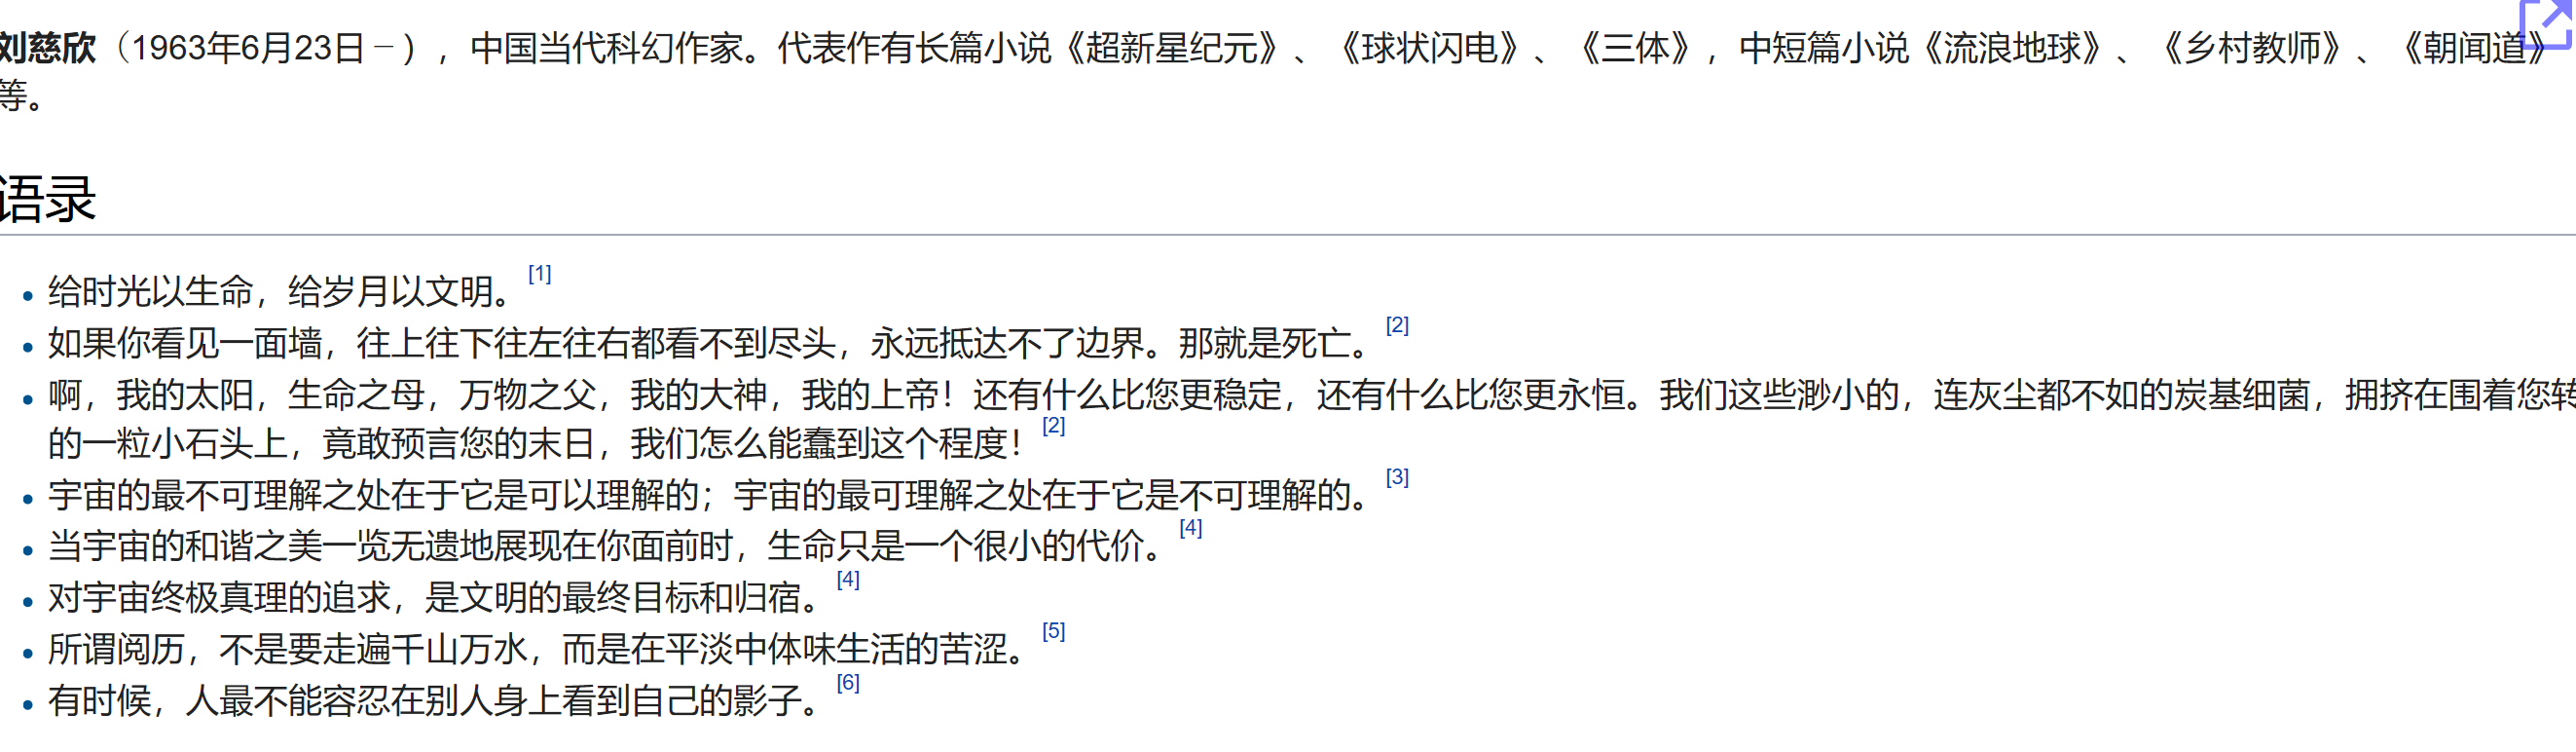 刘慈欣（1963年6月23日－），中国当代科幻作家。代表作有长篇小说《超新星纪元》、《球状闪电》、《三体》，中短篇小说《流浪地球》、《乡村教师》、《朝闻道》
等。
语录
给时光以生命，给岁月以文明。[1]
如果你看见一面墙，往上往下往左往右都看不到尽头，永远抵达不了边界。那就是死亡。[2]
啊，我的太阳，生命之母，万物之父，我的大神，我的上帝！还有什么比您更稳定，还有什么比您更永恒。我们这些渺小的，连灰尘都不如的炭基细菌，拥挤在围着您转
的一粒小石头上，竟敢预言您的末日，我们怎么能蠢到这个程度！[2]
宇宙的最不可理解之处在于它是可以理解的；宇宙的最可理解之处在于它是不可理解的。[3]
当宇宙的和谐之美一览无遗地展现在你面前时，生命只是一个很小的代价。[4]
对宇宙终极真理的追求，是文明的最终目标和归宿。[4]
所谓阅历，不是要走遍千山万水，而是在平淡中体味生活的苦涩。[5]
有时候，人最不能容忍在别人身上看到自己的影子。[6]